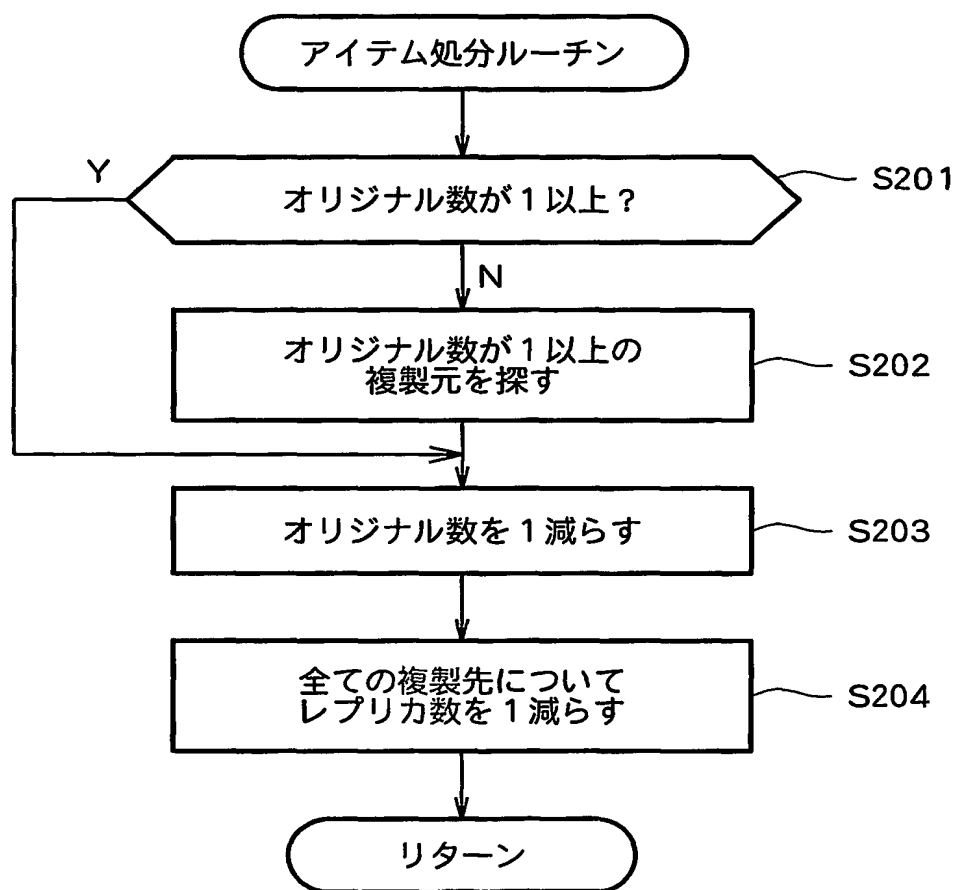 アイテム処分ルーチン
Y
オリジナル数が1以上?
S201
N
オリジナル数が1以上の
複製元を探す
S202
オリジナル数を1減らす
S203
全ての複製先について
レプリカ数を1減らす
S204
リターン